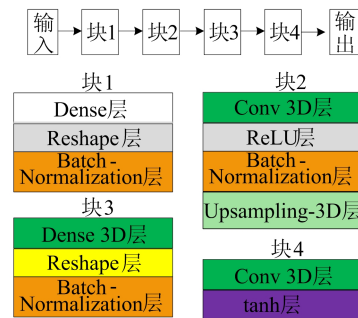 输入 块1 块2 块3 块4 输出
块1
Dense层
Reshape层
Batch-
Normalization层
块2
Conv 3D层
ReLU层
Batch-
Normalization层
Upsampling-3D层
块3
Dense 3D层
Reshape层
Batch-
Normalization层
块4
Conv 3D层
tanh层